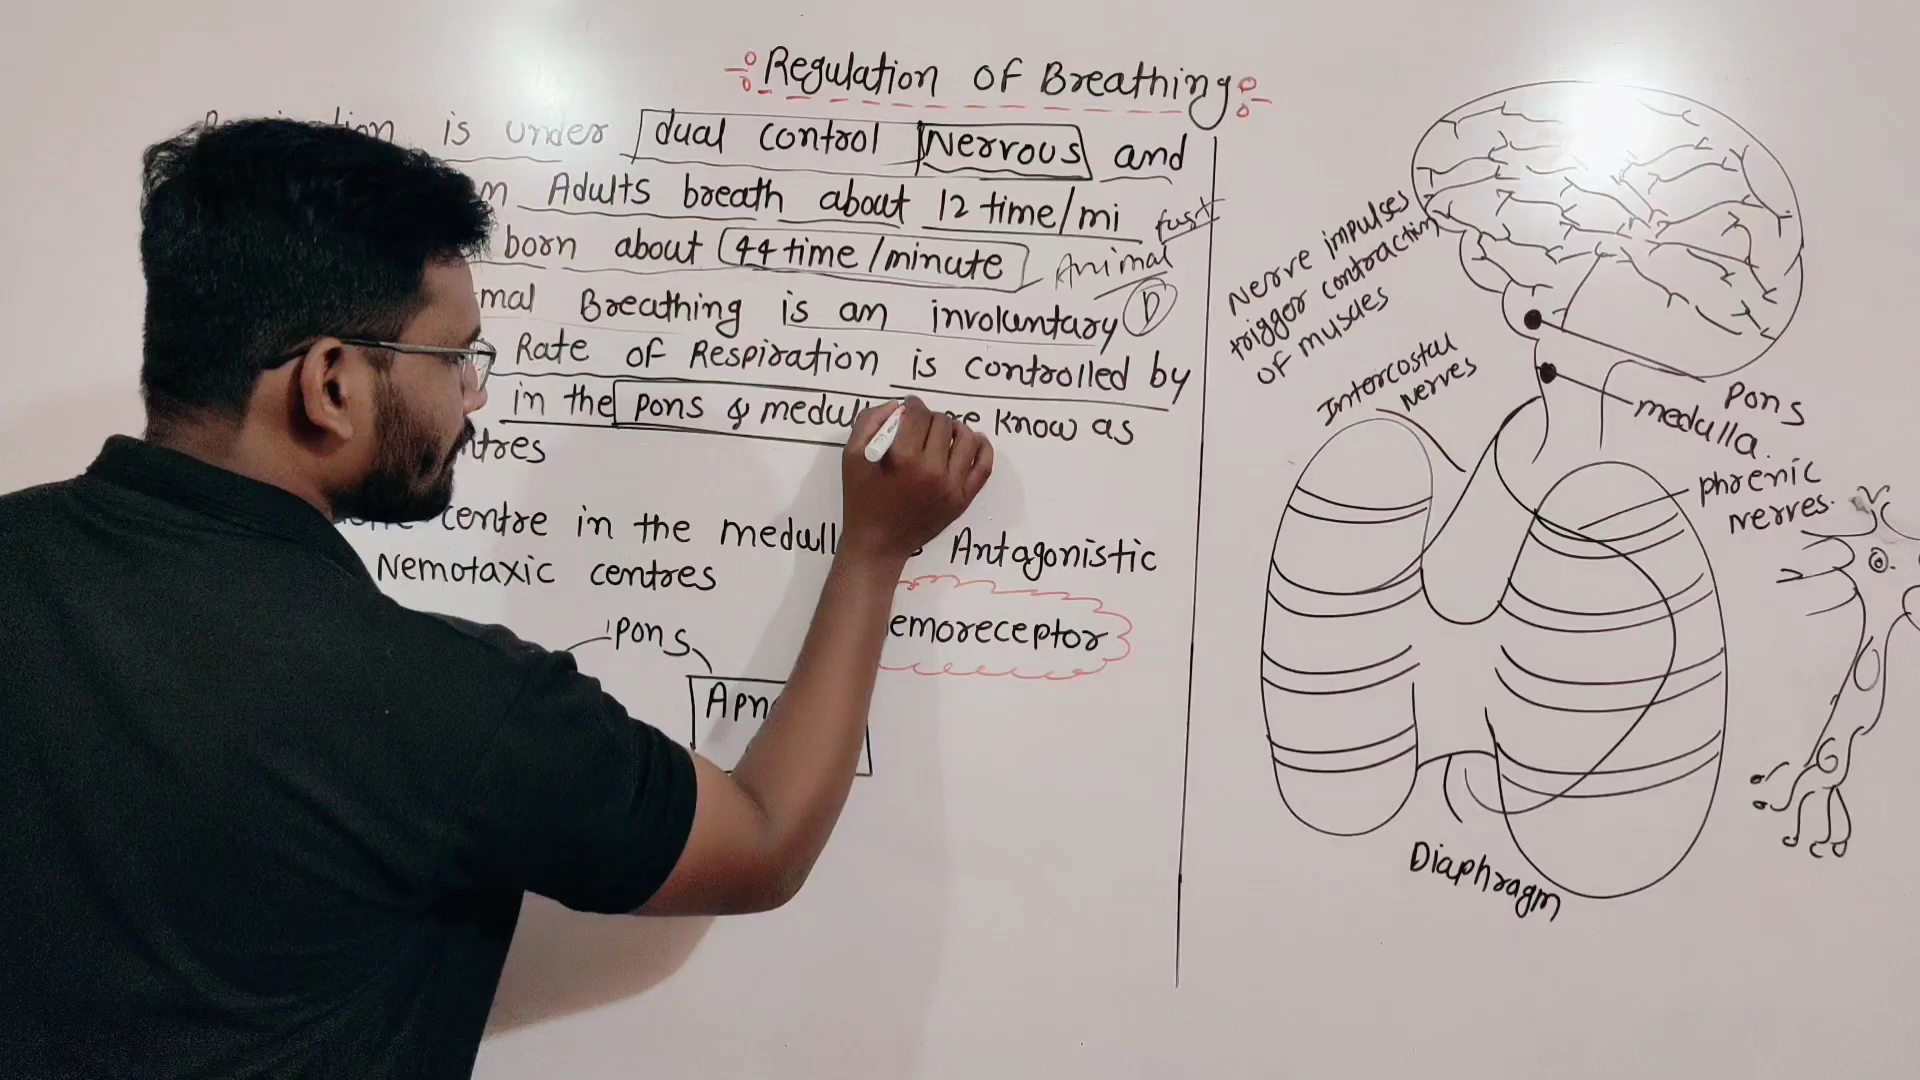 Regulation of Breathing
is under dual control Nervous and
Adults breath about 12 time/mi fast
born about 44 time/minute Animal
Breathing is an involuntary D
Rate of Respiration is controlled by
in the pons & medul know as
centre in the medull Antagonistic
Nemotaxic centres
pons
emoreceptor
Apn
Nerve impulses
trigger contraction
of muscles
Intercostal
Nerves
pons
medulla.
phrenic
Nerves.
Diaphragm